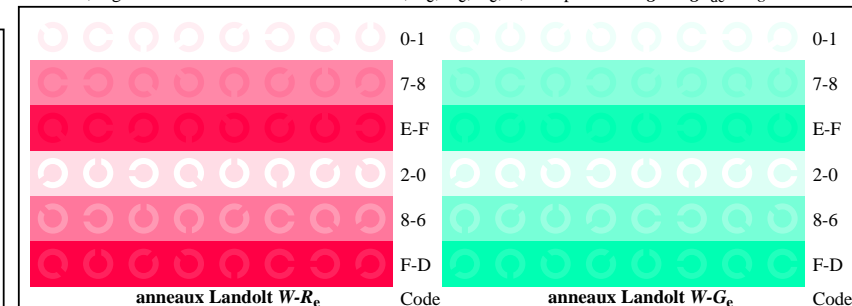 0-1 0-1
7-8 7-8
E-F E-F
2-0 2-0
8-6 8-6
F-D F-D
anneaux Landolt W-Re Code anneaux Landolt W-Ge Code